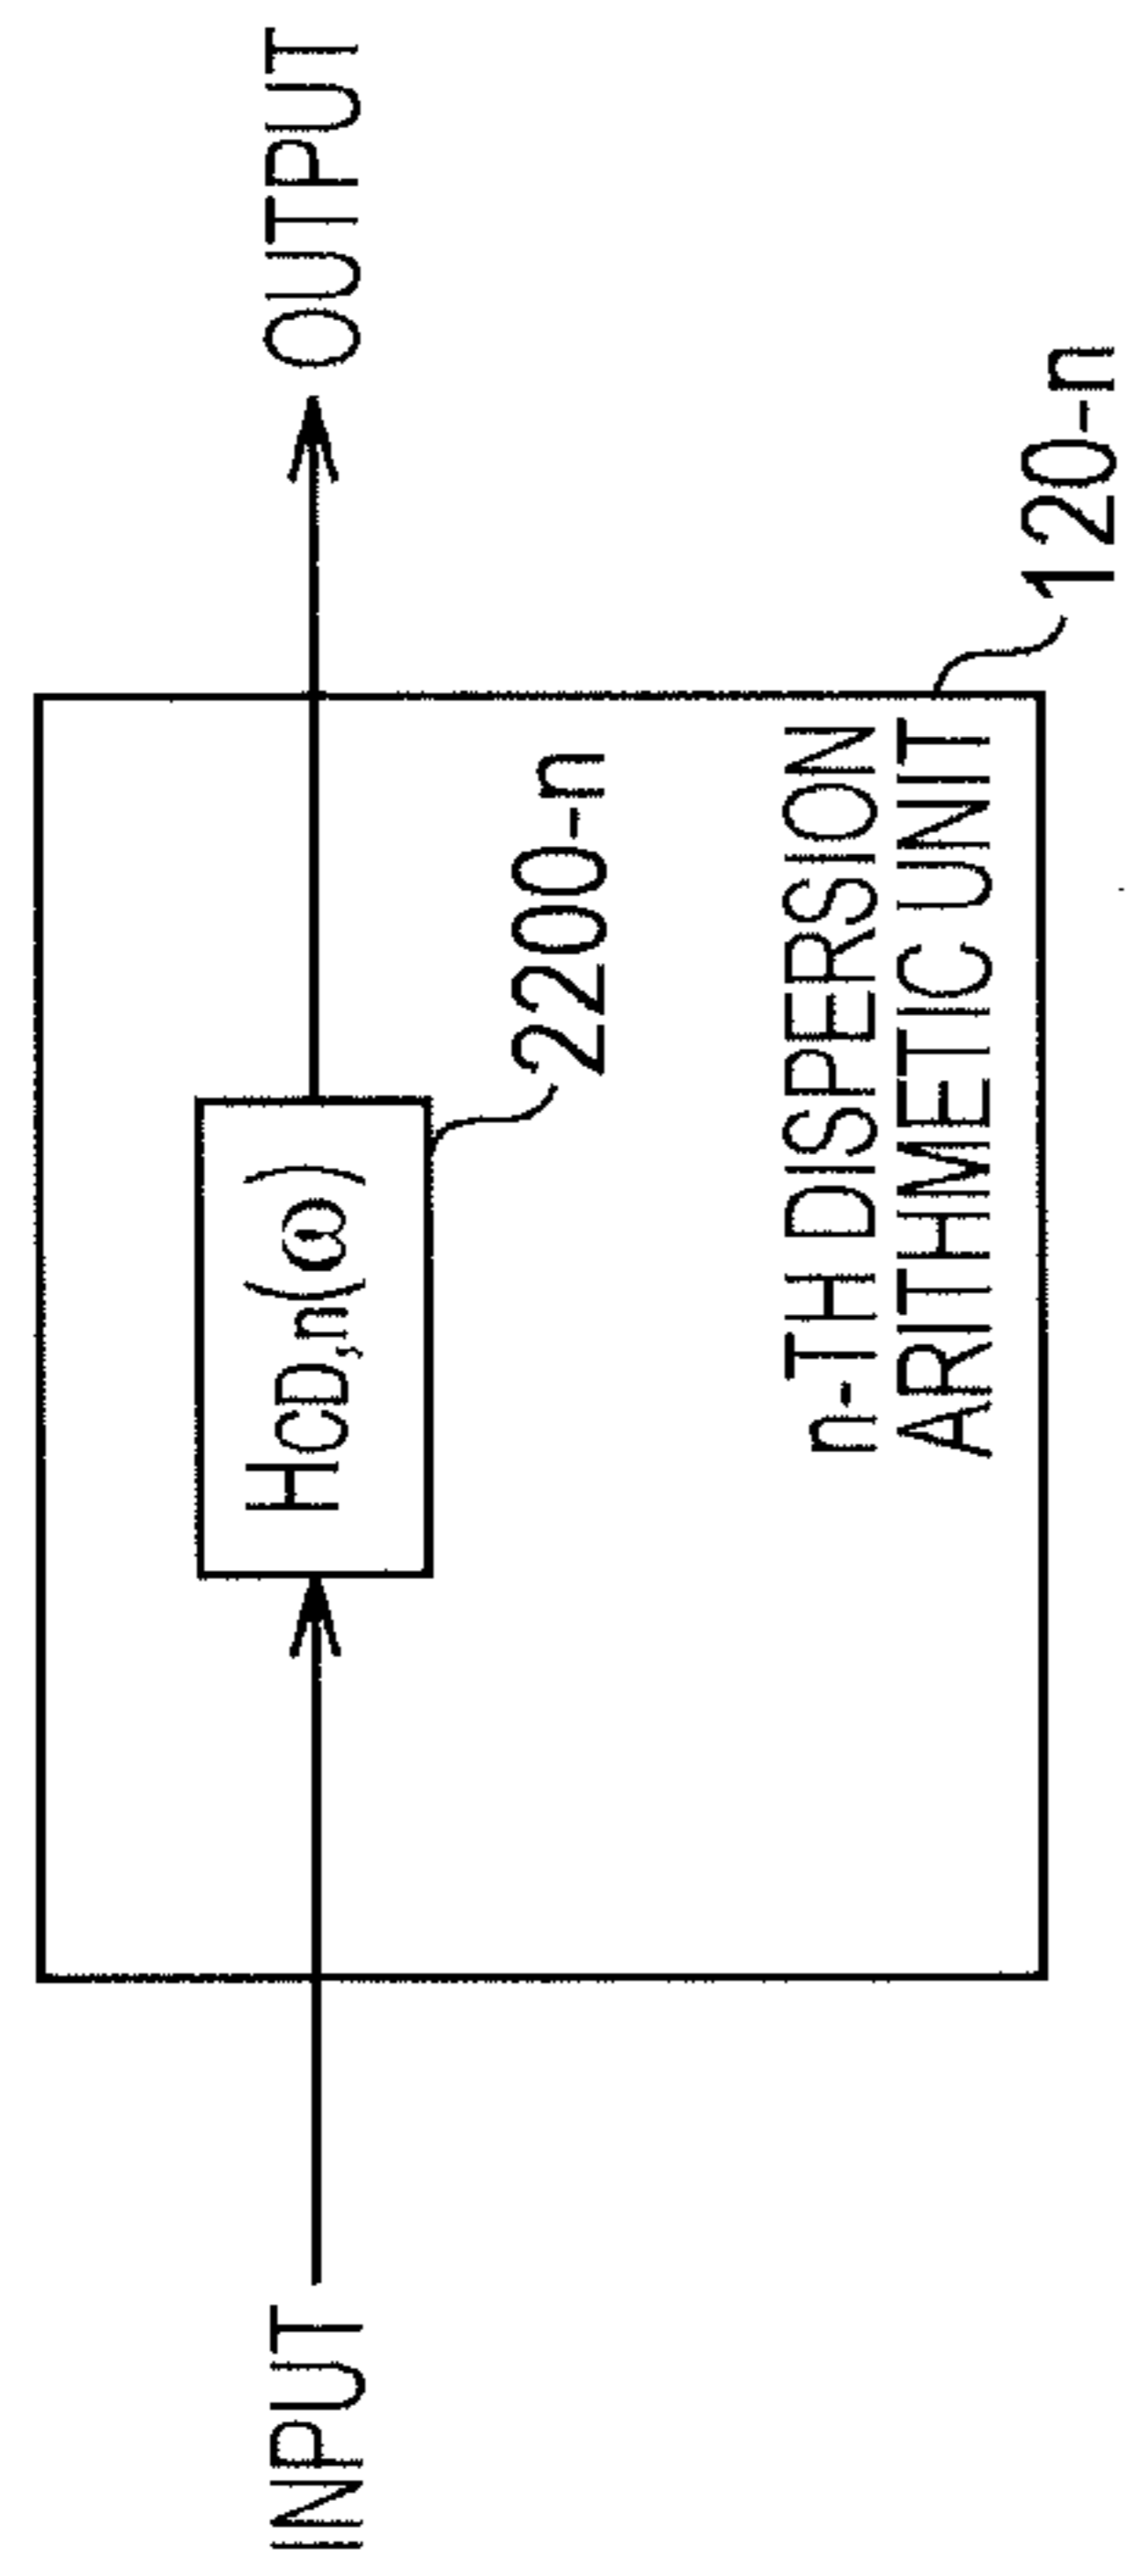 INPUT
HCD,n(ω)
OUTPUT
2200-n
n-TH DISPERSION
ARITHMETIC UNIT
120-n